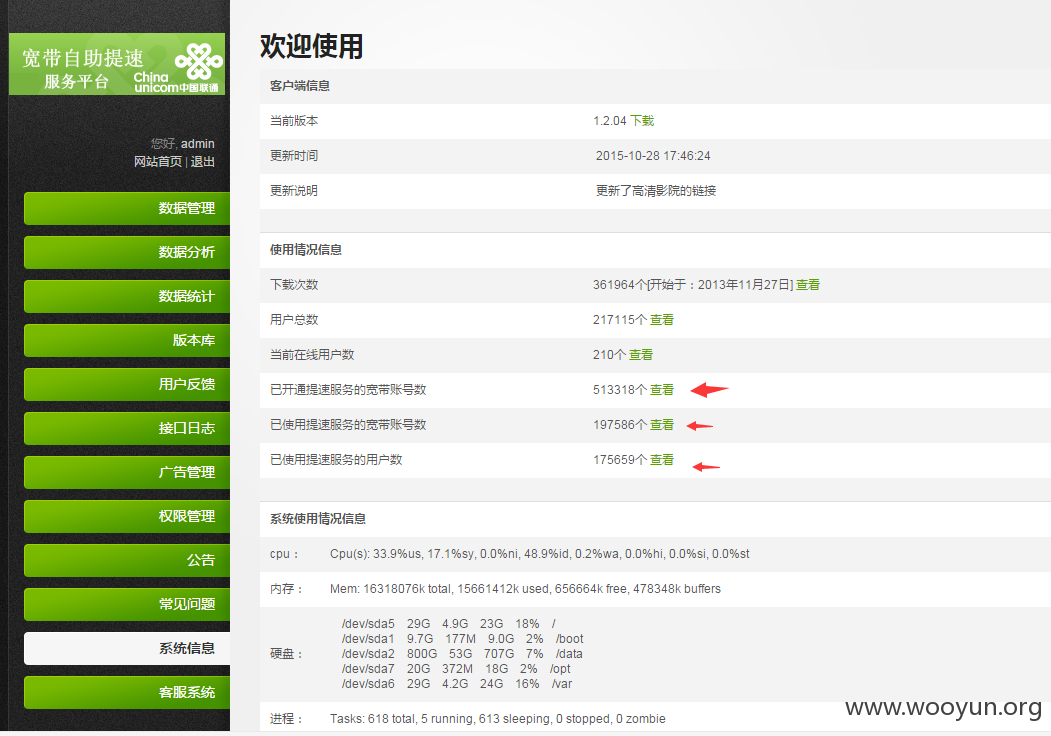 宽带自助提速
服务平台
China
unicom中国联通
您好, admin
网站首页 | 退出
数据管理
数据分析
数据统计
版本库
用户反馈
接口日志
广告管理
权限管理
公告
常见问题
系统信息
客服系统
欢迎使用
客户端信息
当前版本 1.2.04 下载
更新时间 2015-10-28 17:46:24
更新说明 更新了高清影院的链接
使用情况信息
下载次数 361964个[开始于：2013年11月27日] 查看
用户总数 217115个 查看
当前在线用户数 210个 查看
已开通提速服务的宽带账号数 513318个 查看
已使用提速服务的宽带账号数 197586个 查看
已使用提速服务的用户数 175659个 查看
系统使用情况信息
cpu： Cpu(s): 33.9%us, 17.1%sy, 0.0%ni, 48.9%id, 0.2%wa, 0.0%hi, 0.0%si, 0.0%st
内存： Mem: 16318076k total, 15661412k used, 656664k free, 478348k buffers
硬盘：
/dev/sda5 29G 4.9G 23G 18% /
/dev/sda1 9.7G 177M 9.0G 2% /boot
/dev/sda2 800G 53G 707G 7% /data
/dev/sda7 20G 372M 18G 2% /opt
/dev/sda6 29G 4.2G 24G 16% /var
进程： Tasks: 618 total, 5 running, 613 sleeping, 0 stopped, 0 zombie
www.wooyun.org